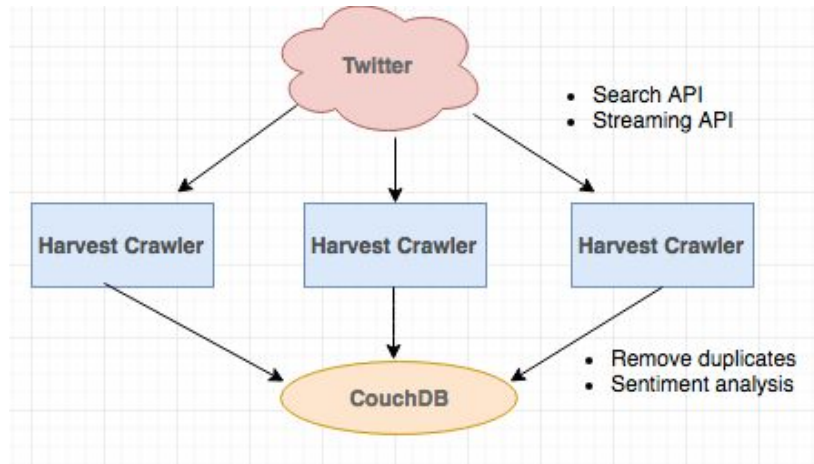 Twitter
• Search API
• Streaming API
Harvest Crawler
Harvest Crawler
Harvest Crawler
• Remove duplicates
• Sentiment analysis
CouchDB